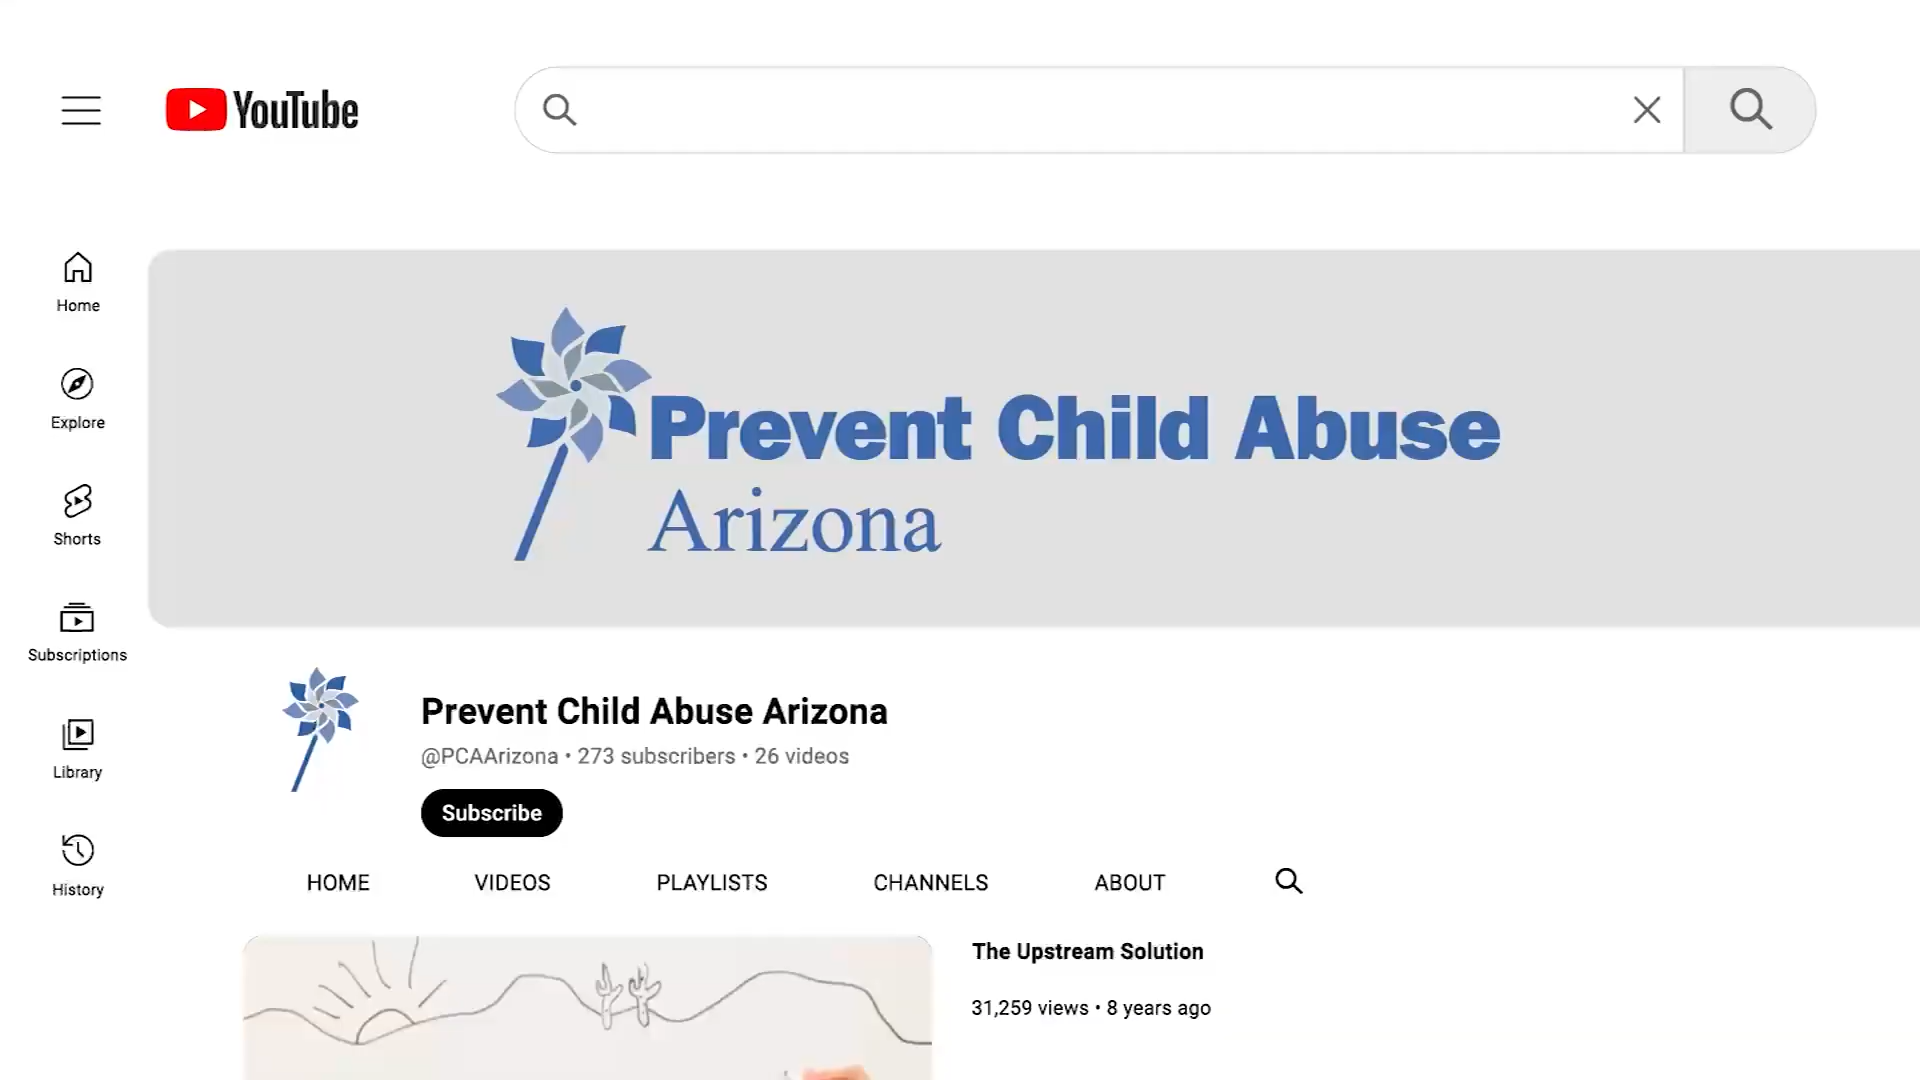 YouTube
Home
Explore
Shorts
Subscriptions
Library
History
Prevent Child Abuse
Arizona
Prevent Child Abuse Arizona
@PCAArizona • 273 subscribers • 26 videos
Subscribe
HOME VIDEOS PLAYLISTS CHANNELS ABOUT
The Upstream Solution
31,259 views • 8 years ago